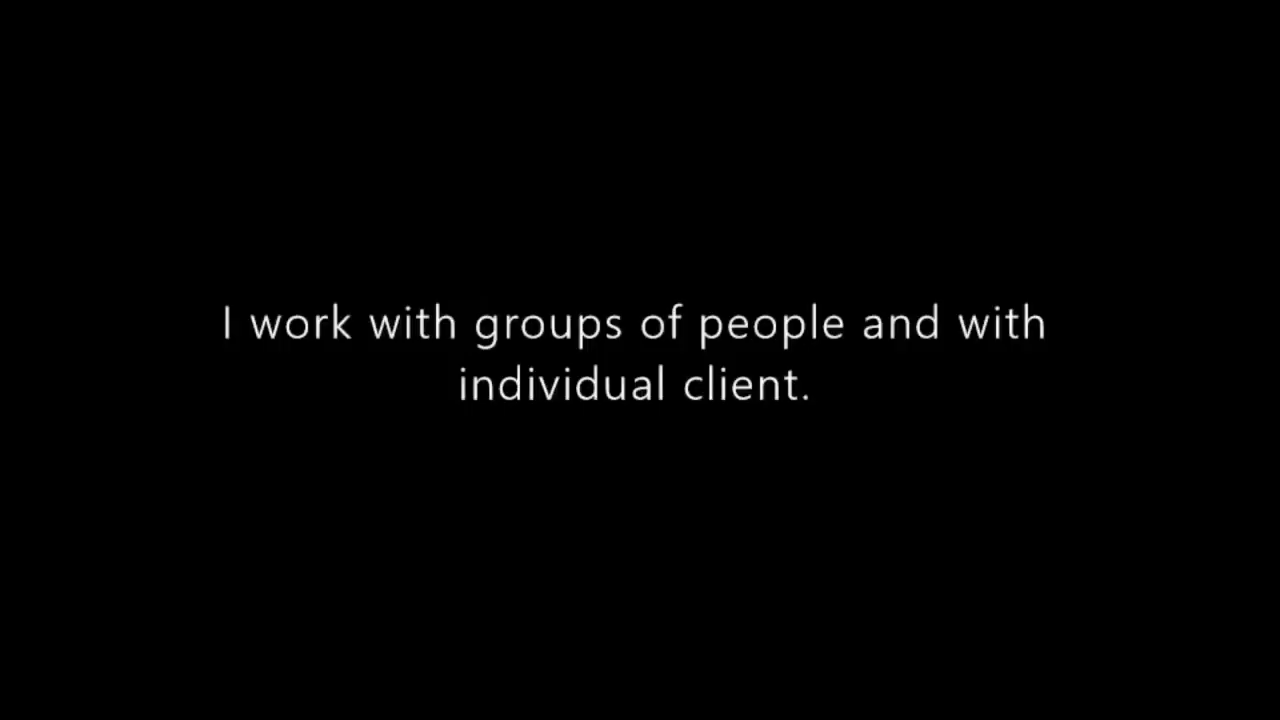 I work with groups of people and with
individual client.